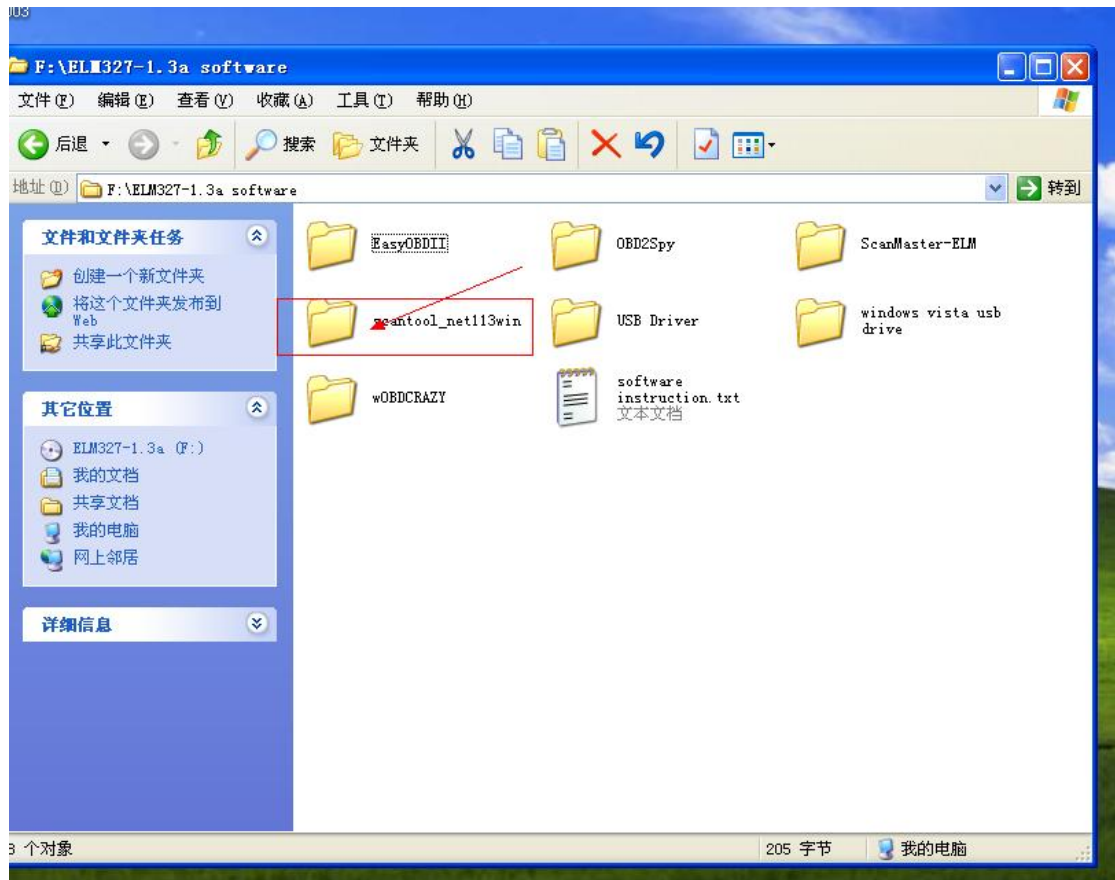 003
F:\ELM327-1.3a software
文件(F) 编辑(E) 查看(V) 收藏(A) 工具(T) 帮助(H)
后退 搜索 文件夹
地址(D) F:\ELM327-1.3a software 转到
文件和文件夹任务
创建一个新文件夹
将这个文件夹发布到
Web
共享此文件夹
其它位置
ELM327-1.3a (F:)
我的文档
共享文档
我的电脑
网上邻居
详细信息
EasyOBDII OBD2Spy ScanMaster-ELM
scantool_net113win USB Driver windows vista usb
drive
wOBDCRAZY software
instruction.txt
文本文档
个对象 205 字节 我的电脑